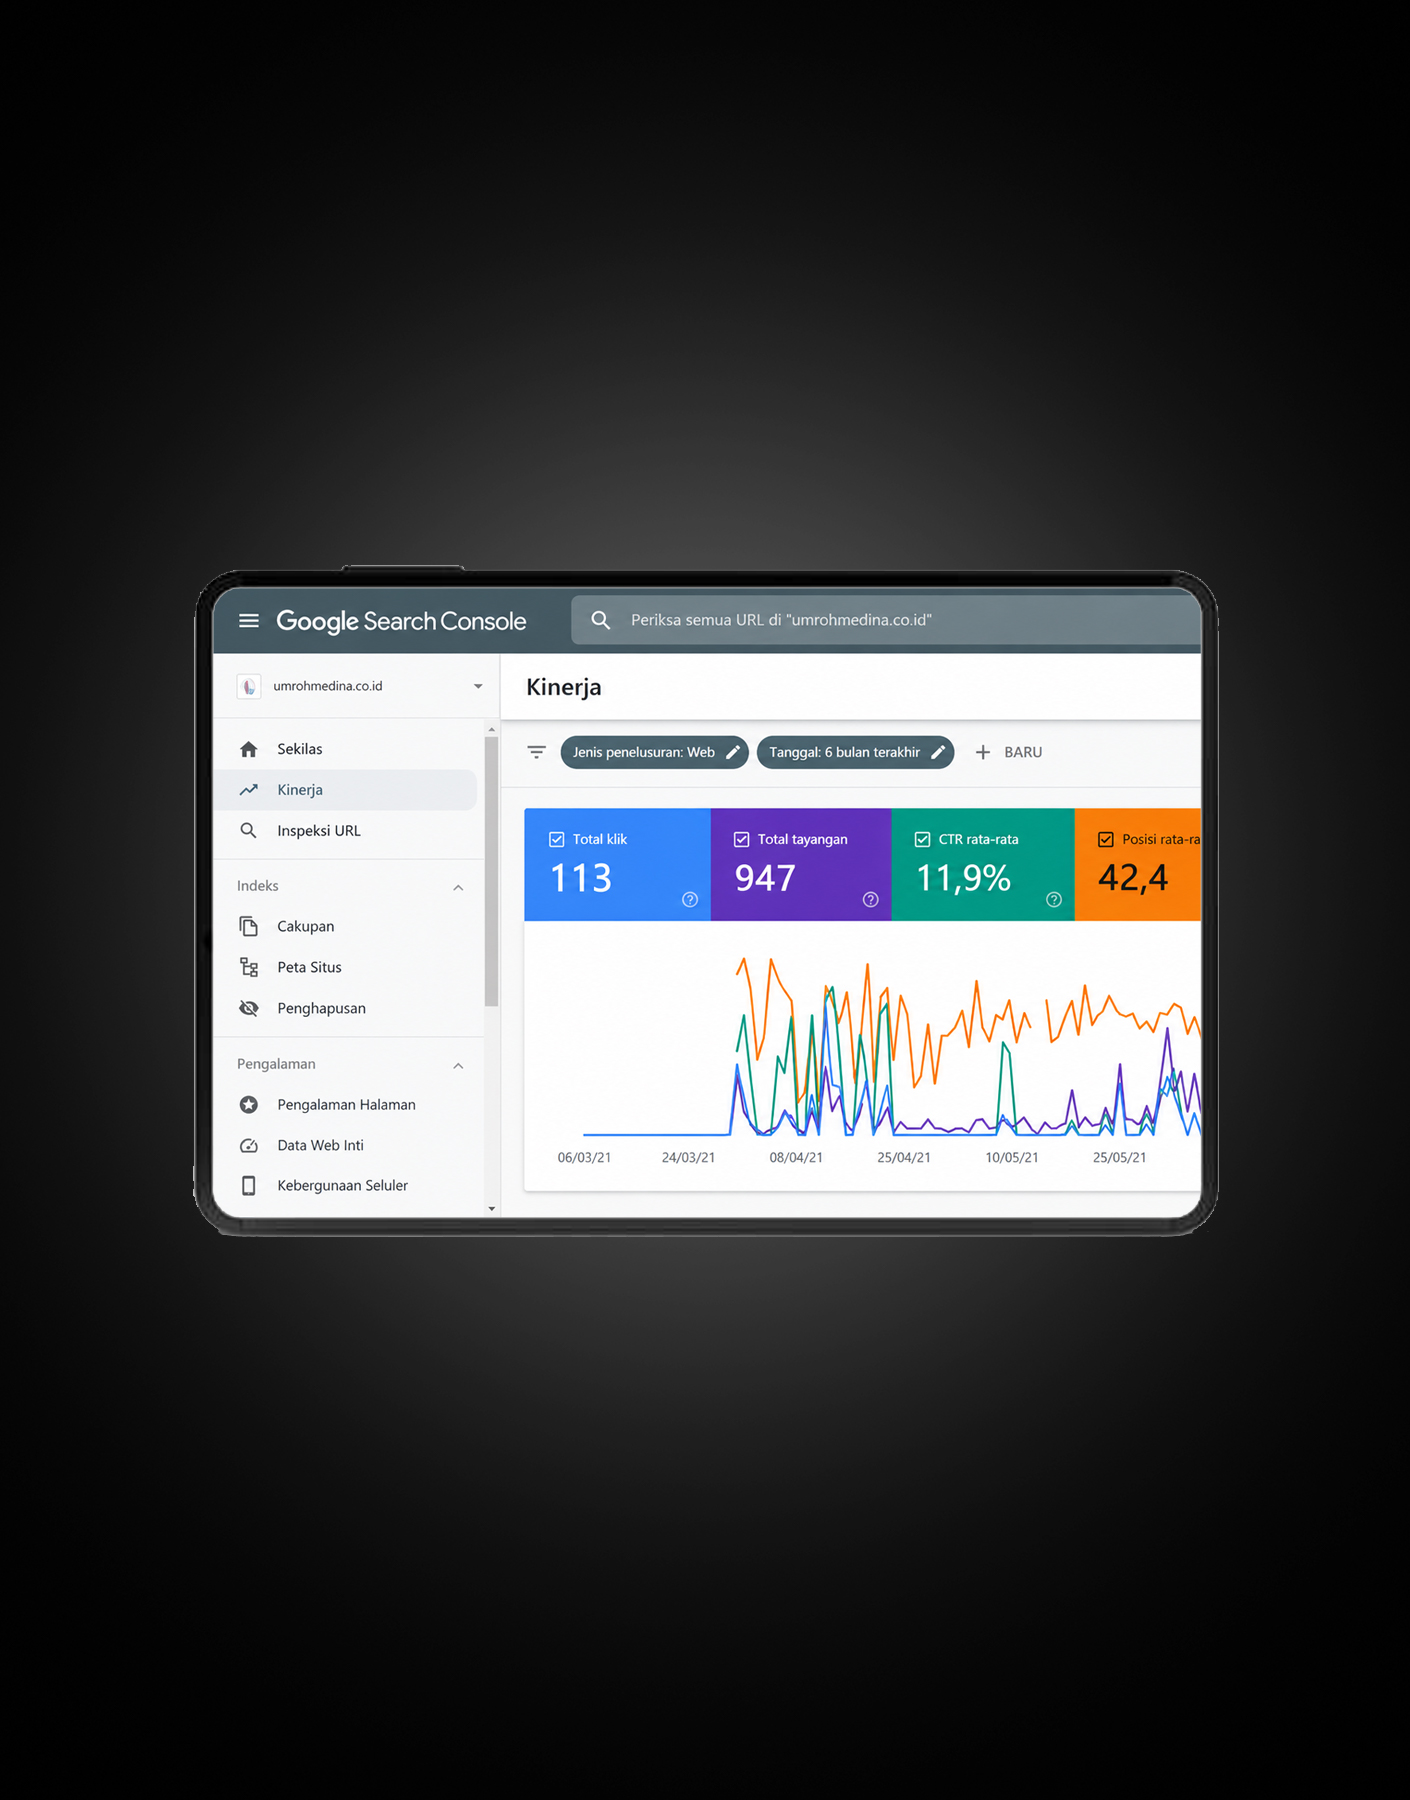 Google Search Console
Periksa semua URL di "umrohmedina.co.id"
umrohmedina.co.id
Kinerja
Sekilas
Kinerja
Inspeksi URL
Indeks
Cakupan
Peta Situs
Penghapusan
Pengalaman
Pengalaman Halaman
Data Web Inti
Kebergunaan Seluler
Jenis penelusuran: Web
Tanggal: 6 bulan terakhir
+ BARU
Total klik
113
Total tayangan
947
CTR rata-rata
11,9%
Posisi rata-ra
42,4
06/03/21 24/03/21 08/04/21 25/04/21 10/05/21 25/05/21